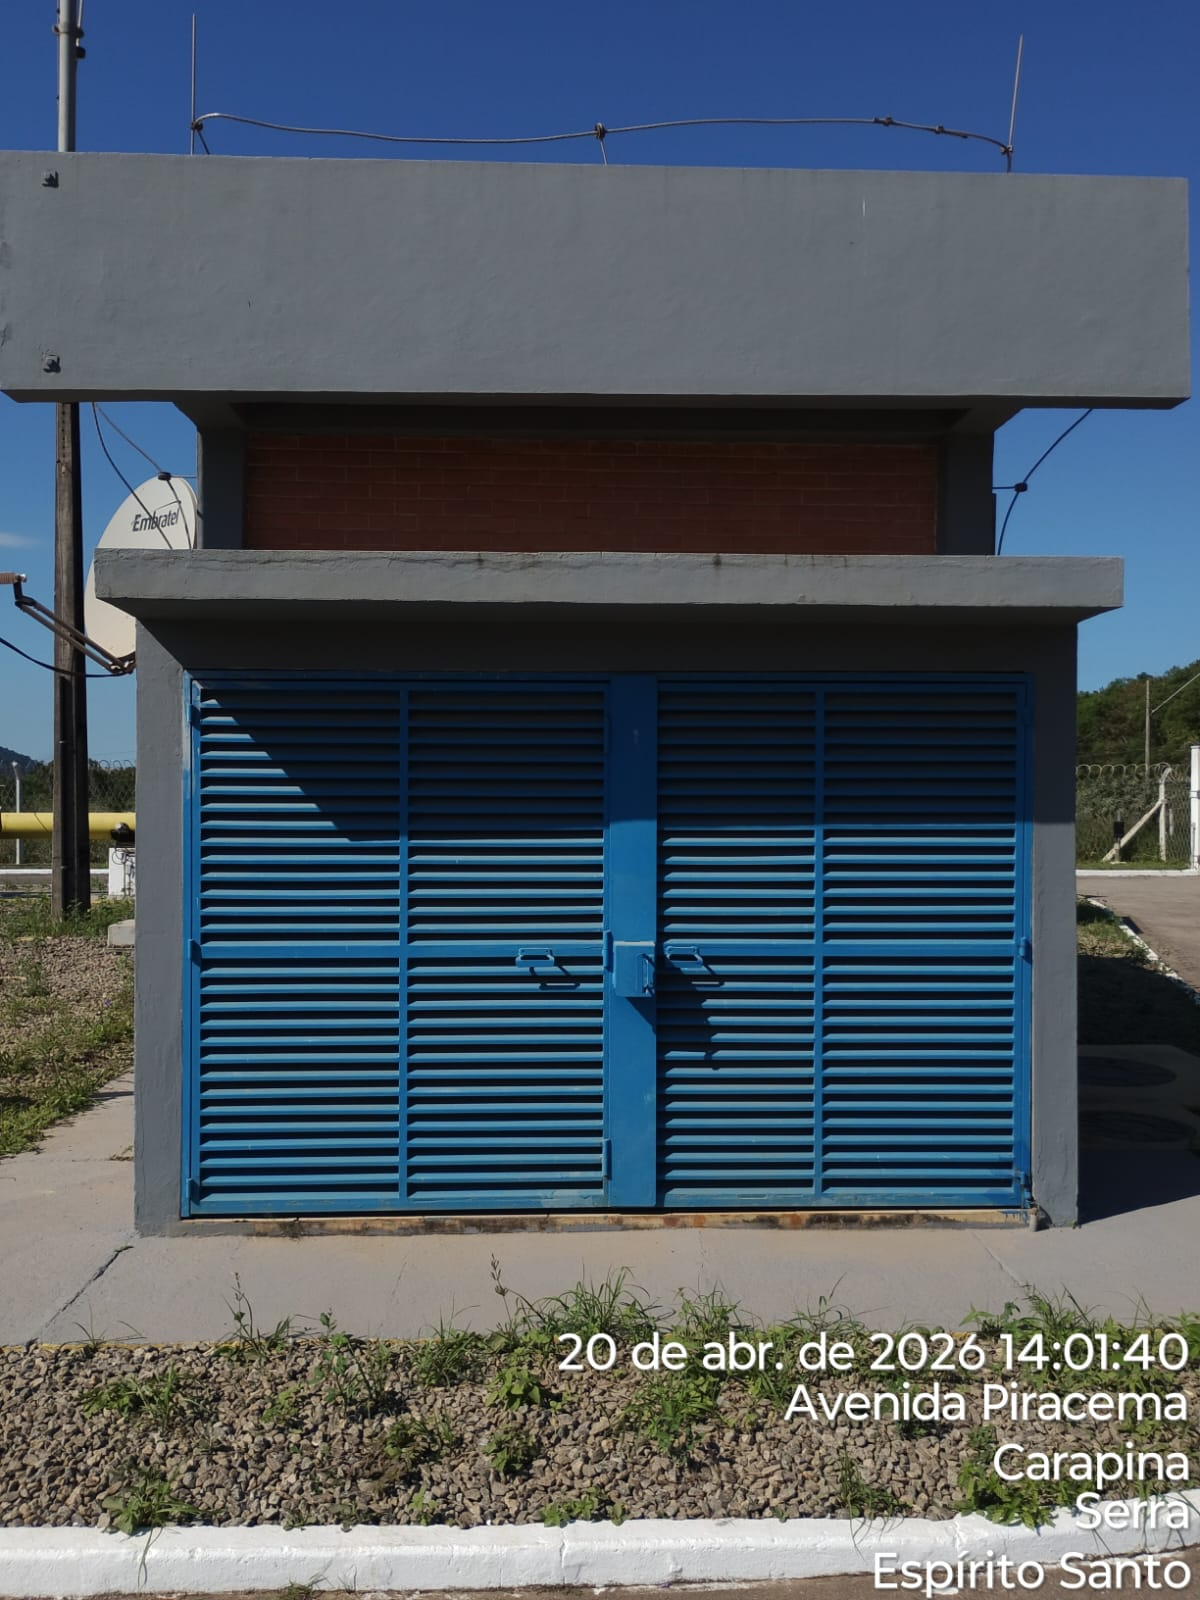 Embratel
20 de abr. de 2026 14:01:40
Avenida Piracema
Carapina
Serra
Espírito Santo